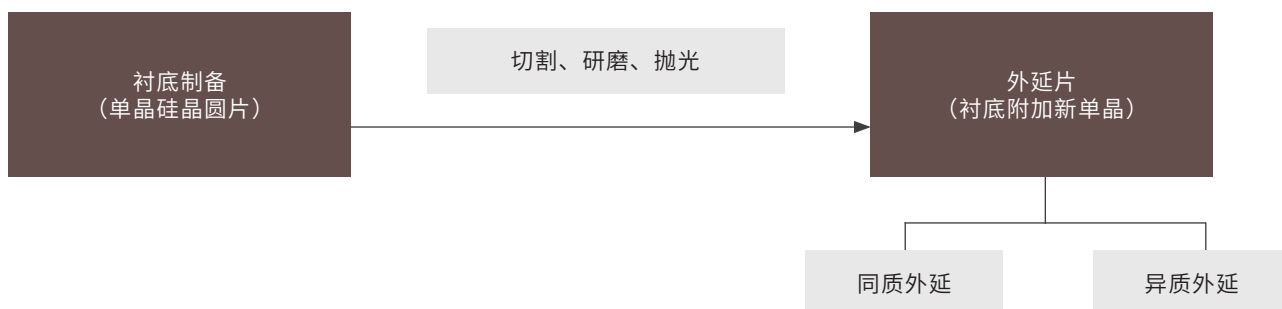 衬底制备
（单晶硅晶圆片）
切割、研磨、抛光
外延片
（衬底附加新单晶）
同质外延
异质外延